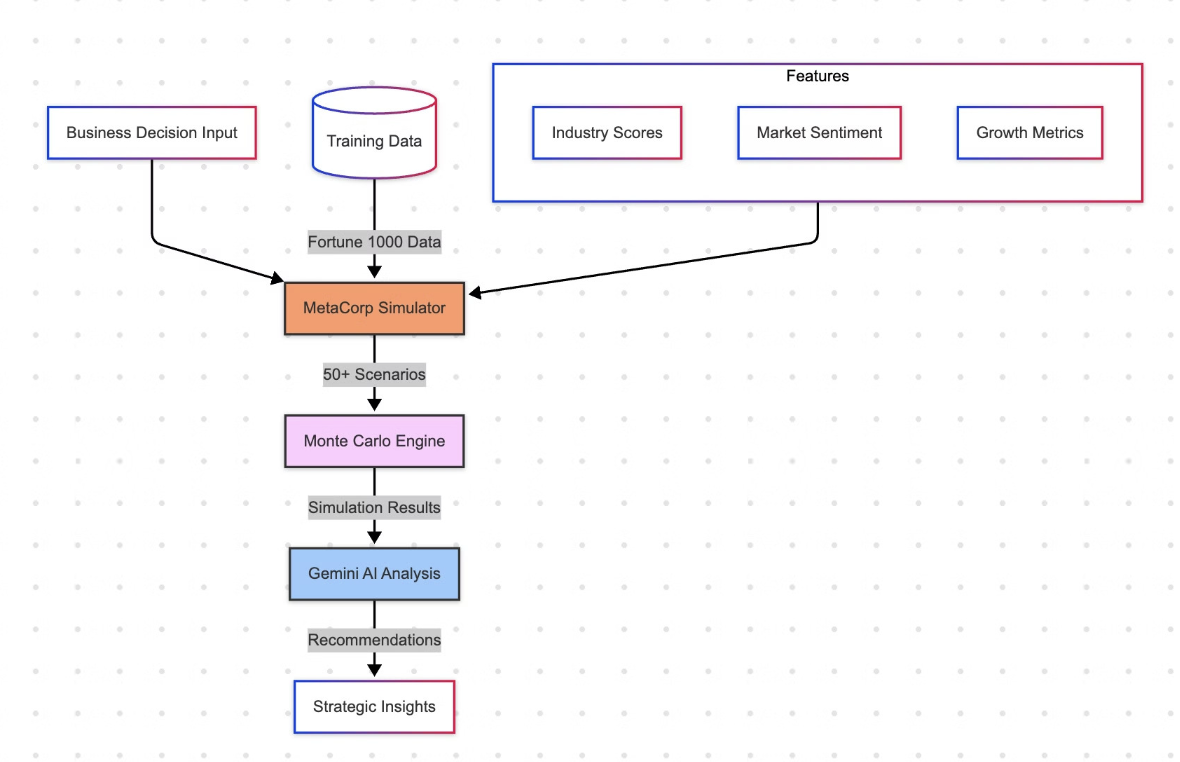 Features
Business Decision Input
Training Data
Industry Scores
Market Sentiment
Growth Metrics
Fortune 1000 Data
MetaCorp Simulator
50+ Scenarios
Monte Carlo Engine
Simulation Results
Gemini AI Analysis
Recommendations
Strategic Insights